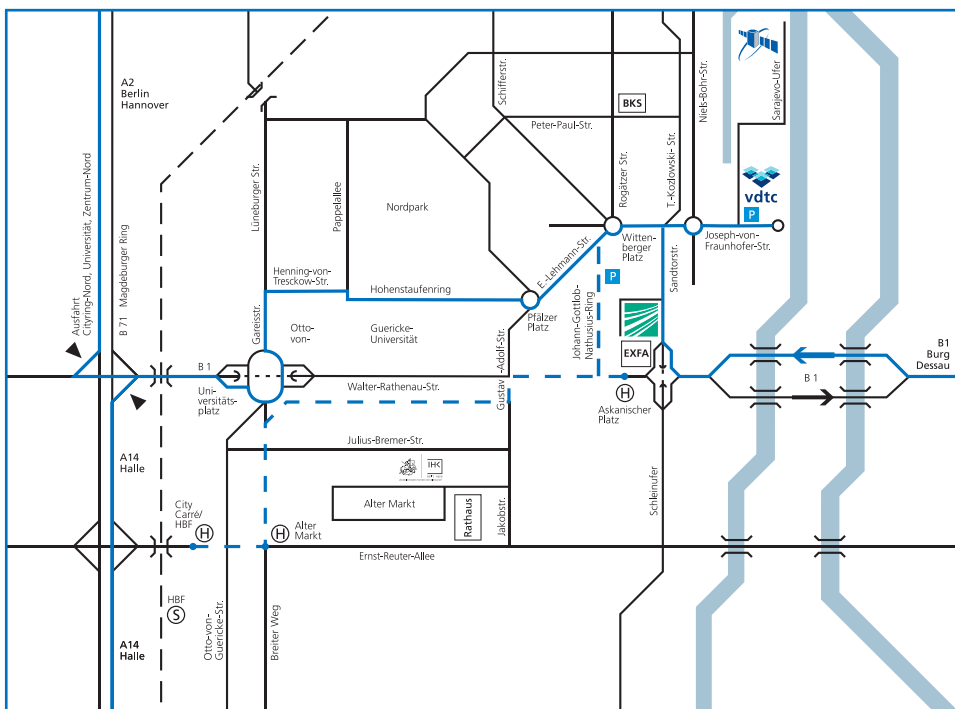 A2
Berlin
Hannover
Ausfahrt
Cityring-Nord, Universität, Zentrum-Nord
B 71 Magdeburger Ring
Lüneburger Str.
Pappelallee
Nordpark
Schifferstr.
BKS
Peter-Paul-Str.
Rogätzer Str.
T.-Kozlowski- Str.
Niels-Bohr-Str.
Sarajevo-Ufer
vdtc
P
Witten-
berger
Platz
Joseph-von-
Fraunhofer-Str.
Henning-von-
Tresckow-Str.
Hohenstaufenring
E.-Lehmann-Str.
P
Sandtorstr.
Pfälzer
Platz
Johann-Gottlob-
Nathusius-Ring
Gareisstr.
Otto-
von-
Guericke-
Universität
Gustav-Adolf-Str.
EXFA
B1
Burg
Dessau
B 1
B 1
Uni-
versitäts-
platz
Walter-Rathenau-Str.
H
Askanischer
Platz
Julius-Bremer-Str.
IHK
A14
Halle
Alter Markt
Rathaus
Jakobstr.
Schleinufer
City
Carré/
HBF
H
H
Alter
Markt
Ernst-Reuter-Allee
HBF
S
Otto-von-
Guericke-Str.
Breiter Weg
A14
Halle